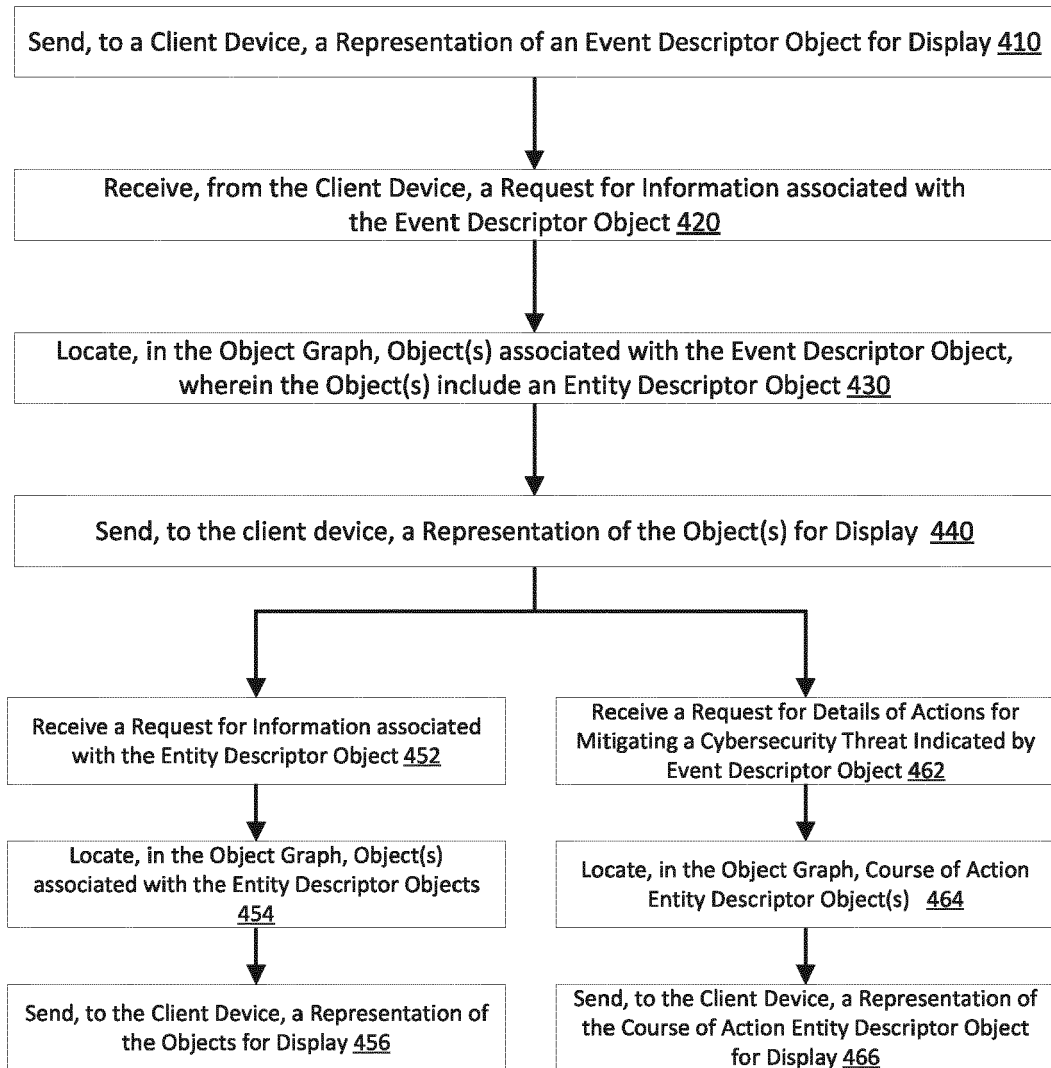 Send, to a Client Device, a Representation of an Event Descriptor Object for Display 410
Receive, from the Client Device, a Request for Information associated with
the Event Descriptor Object 420
Locate, in the Object Graph, Object(s) associated with the Event Descriptor Object,
wherein the Object(s) include an Entity Descriptor Object 430
Send, to the client device, a Representation of the Object(s) for Display 440
Receive a Request for Information associated
with the Entity Descriptor Object 452
Locate, in the Object Graph, Object(s)
associated with the Entity Descriptor Objects
454
Send, to the Client Device, a Representation of
the Objects for Display 456
Receive a Request for Details of Actions for
Mitigating a Cybersecurity Threat Indicated by
Event Descriptor Object 462
Locate, in the Object Graph, Course of Action
Entity Descriptor Object(s) 464
Send, to the Client Device, a Representation of
the Course of Action Entity Descriptor Object
for Display 466